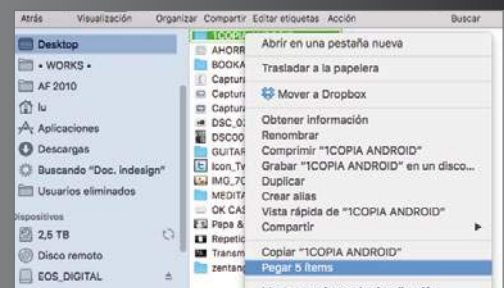 Atrás Visualización Organizar Compartir Editar etiquetas Acción Buscar
Desktop
• WORKS •
AF 2010
lu
Aplicaciones
Descargas
Buscando "Doc. indesign"
Usuarios eliminados
Dispositivos
2,5 TB
Disco remoto
EOS_DIGITAL
1COPIA
AHORR
BOOKA
Captur
Captur
Captur
DSC_0
DSC00
GUITAR
Icon_Tw
IMG_70
MEDITA
OK CAS
Papa &
Repetic
Transm
zentang
Abrir en una pestaña nueva
Trasladar a la papelera
Mover a Dropbox
Obtener información
Renombrar
Comprimir "1COPIA ANDROID"
Grabar "1COPIA ANDROID" en un disco...
Duplicar
Crear alias
Vista rápida de "1COPIA ANDROID"
Compartir
Copiar "1COPIA ANDROID"
Pegar 5 ítems